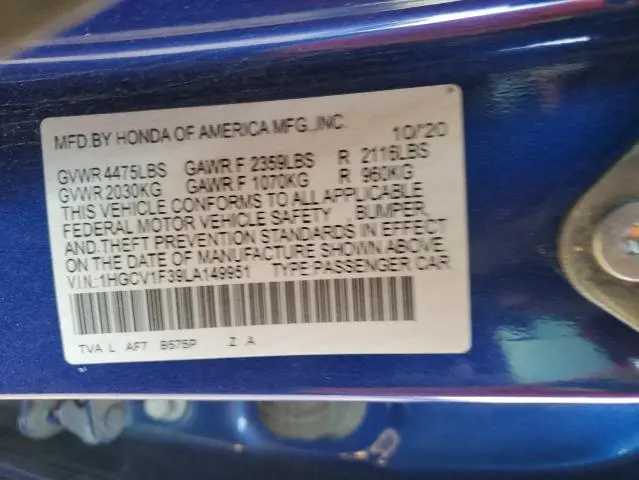 MFD.BY HONDA OF AMERICA MFG.,INC. 10/20
GVWR 4475LBS GAWR F 2359LBS R 2116LBS
GVWR 2030KG GAWR F 1070KG R 960KG
THIS VEHICLE CONFORMS TO ALL APPLICABLE
FEDERAL MOTOR VEHICLE SAFETY ,BUMPER,
AND THEFT PREVENTION STANDARDS IN EFFECT
ON THE DATE OF MANUFACTURE SHOWN ABOVE.
V.I.N.:1HGCV1F39LA149951 TYPE:PASSENGER CAR
TVA L AF7 B575P .Z .A